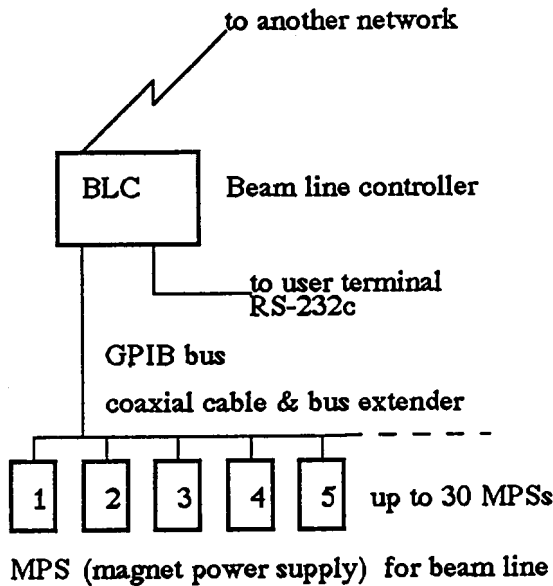 to another network
BLC
Beam line controller
to user terminal
RS-232c
GPIB bus
coaxial cable & bus extender
1 2 3 4 5 up to 30 MPSs
MPS (magnet power supply) for beam line